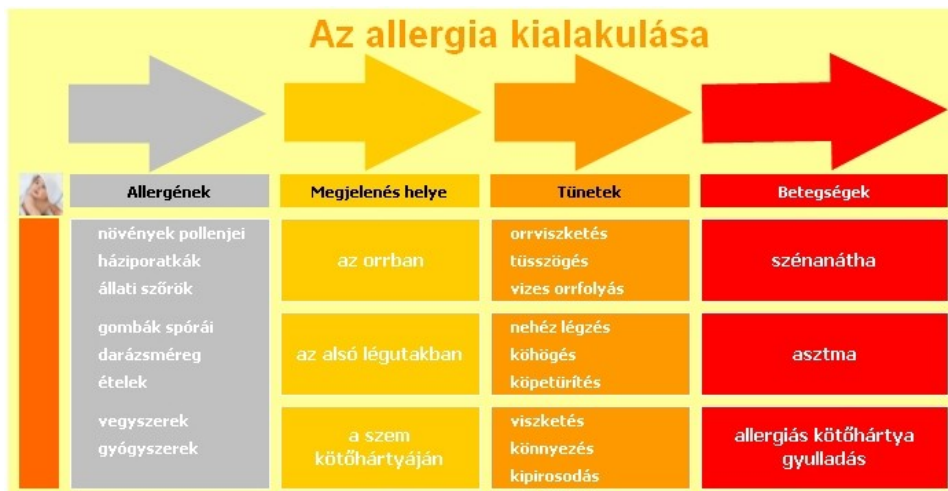 Az allergia kialakulása
Allergének
Megjelenés helye
Tünetek
Betegségek
növények pollenjei
háziporatkák
állati szőrök
az orrban
orrviszketés
tüsszögés
vizes orrfolyás
szénanátha
gombák spórái
darázsméreg
ételek
az alsó légutakban
nehéz légzés
köhögés
köpetürítés
asztma
vegyszerek
gyógyszerek
a szem
kötőhártyáján
viszketés
könnyezés
kipirosodás
allergiás kötőhártya
gyulladás